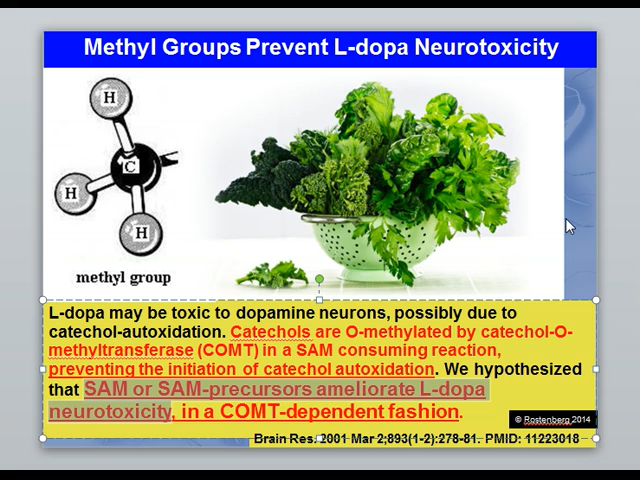 Methyl Groups Prevent L-dopa Neurotoxicity
H
C
H
H
methyl group
L-dopa may be toxic to dopamine neurons, possibly due to
catechol-autoxidation. Catechols are O-methylated by catechol-O-
methyltransferase (COMT) in a SAM consuming reaction,
preventing the initiation of catechol autoxidation. We hypothesized
that SAM or SAM-precursors ameliorate L-dopa
neurotoxicity, in a COMT-dependent fashion.
© Rostenberg 2014
Brain Res. 2001 Mar 2;893(1-2):278-81. PMID: 11223018